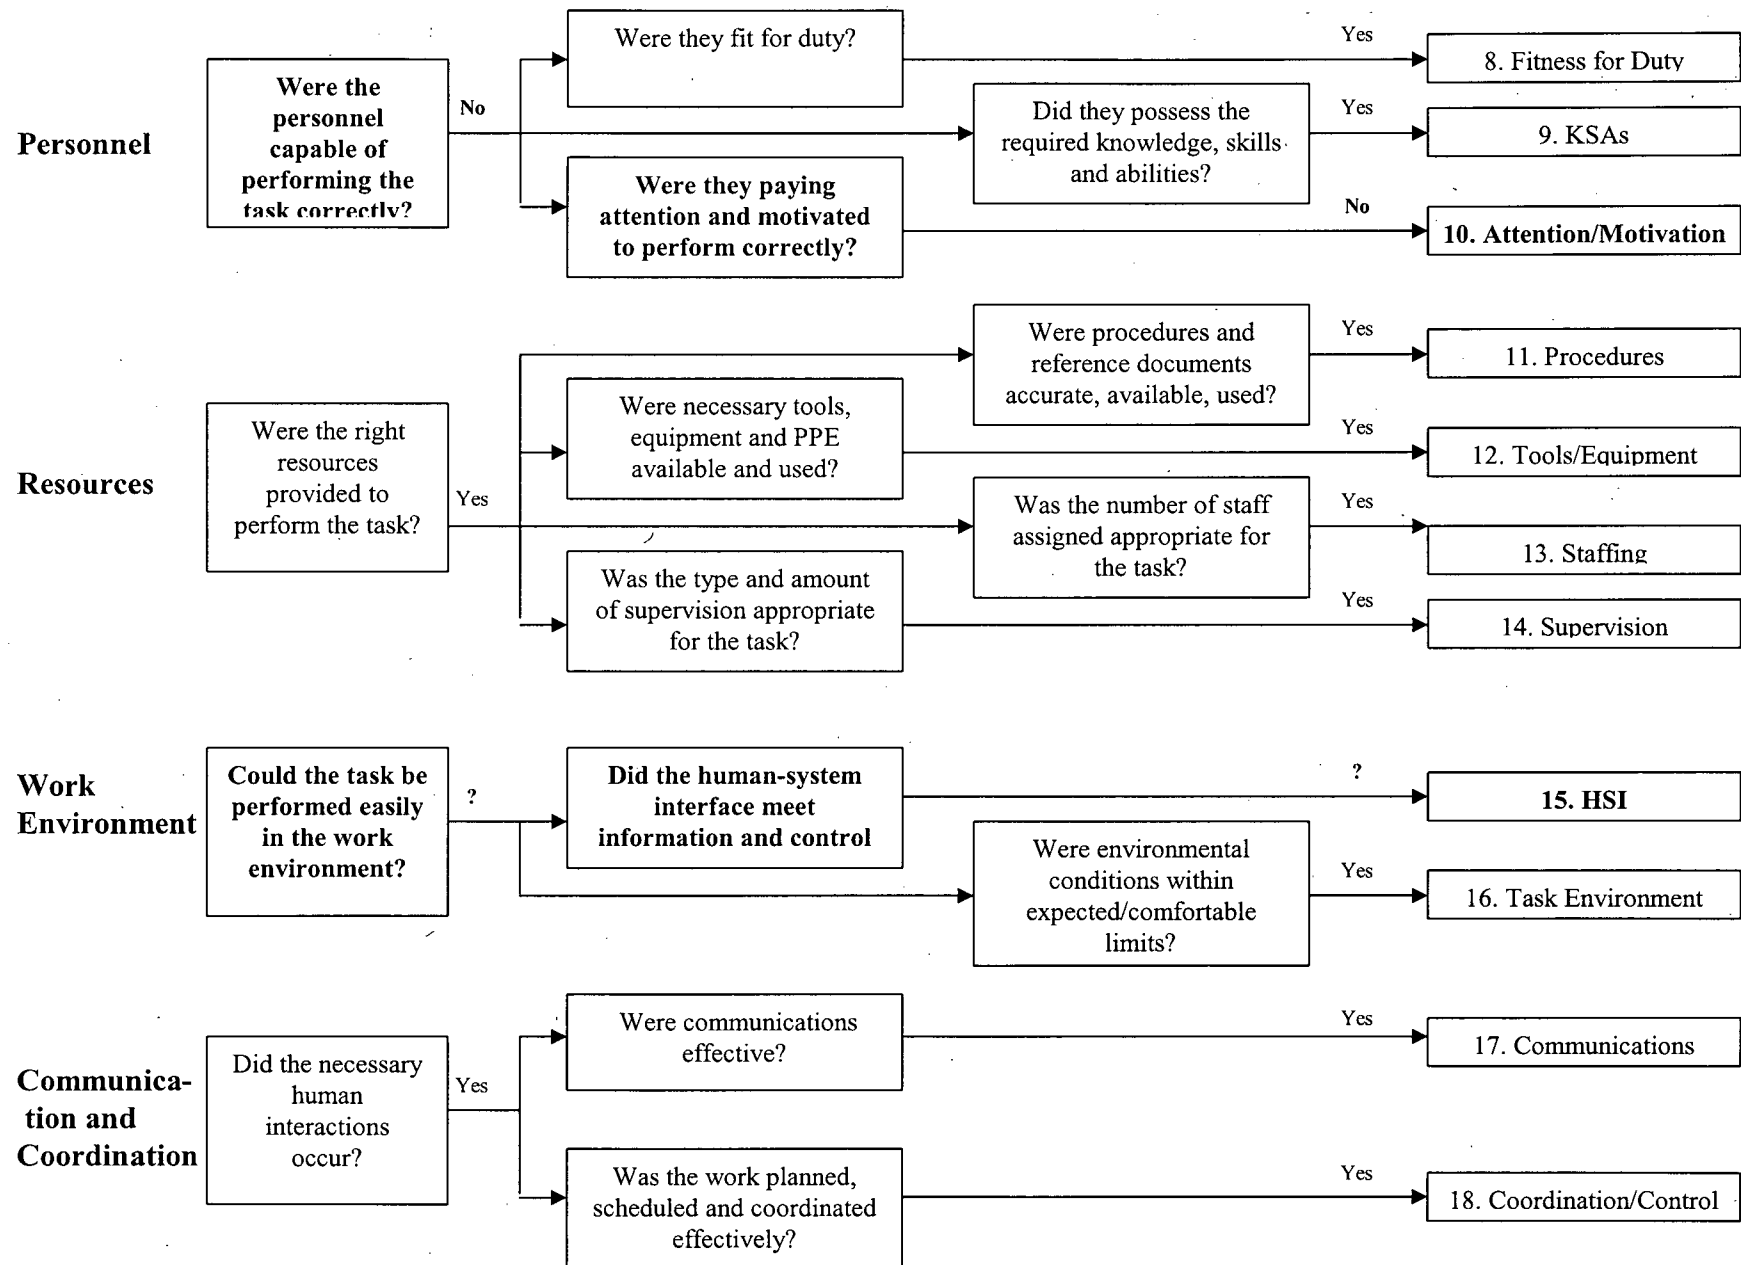 Personnel
Were the
personnel
capable of
performing the
task correctly?
No
Were they fit for duty?
Yes
8. Fitness for Duty
Did they possess the
required knowledge, skills
and abilities?
Yes
9. KSAs
Were they paying
attention and motivated
to perform correctly?
No
10. Attention/Motivation
Resources
Were the right
resources
provided to
perform the task?
Yes
Were procedures and
reference documents
accurate, available, used?
Yes
11. Procedures
Were necessary tools,
equipment and PPE
available and used?
Yes
12. Tools/Equipment
Was the number of staff
assigned appropriate for
the task?
Yes
13. Staffing
Was the type and amount
of supervision appropriate
for the task?
Yes
14. Supervision
Work
Environment
Could the task be
performed easily
in the work
environment?
?
Did the human-system
interface meet
information and control
?
15. HSI
Were environmental
conditions within
expected/comfortable
limits?
Yes
16. Task Environment
Communica-
tion and
Coordination
Did the necessary
human
interactions
occur?
Yes
Were communications
effective?
Yes
17. Communications
Was the work planned,
scheduled and coordinated
effectively?
Yes
18. Coordination/Control